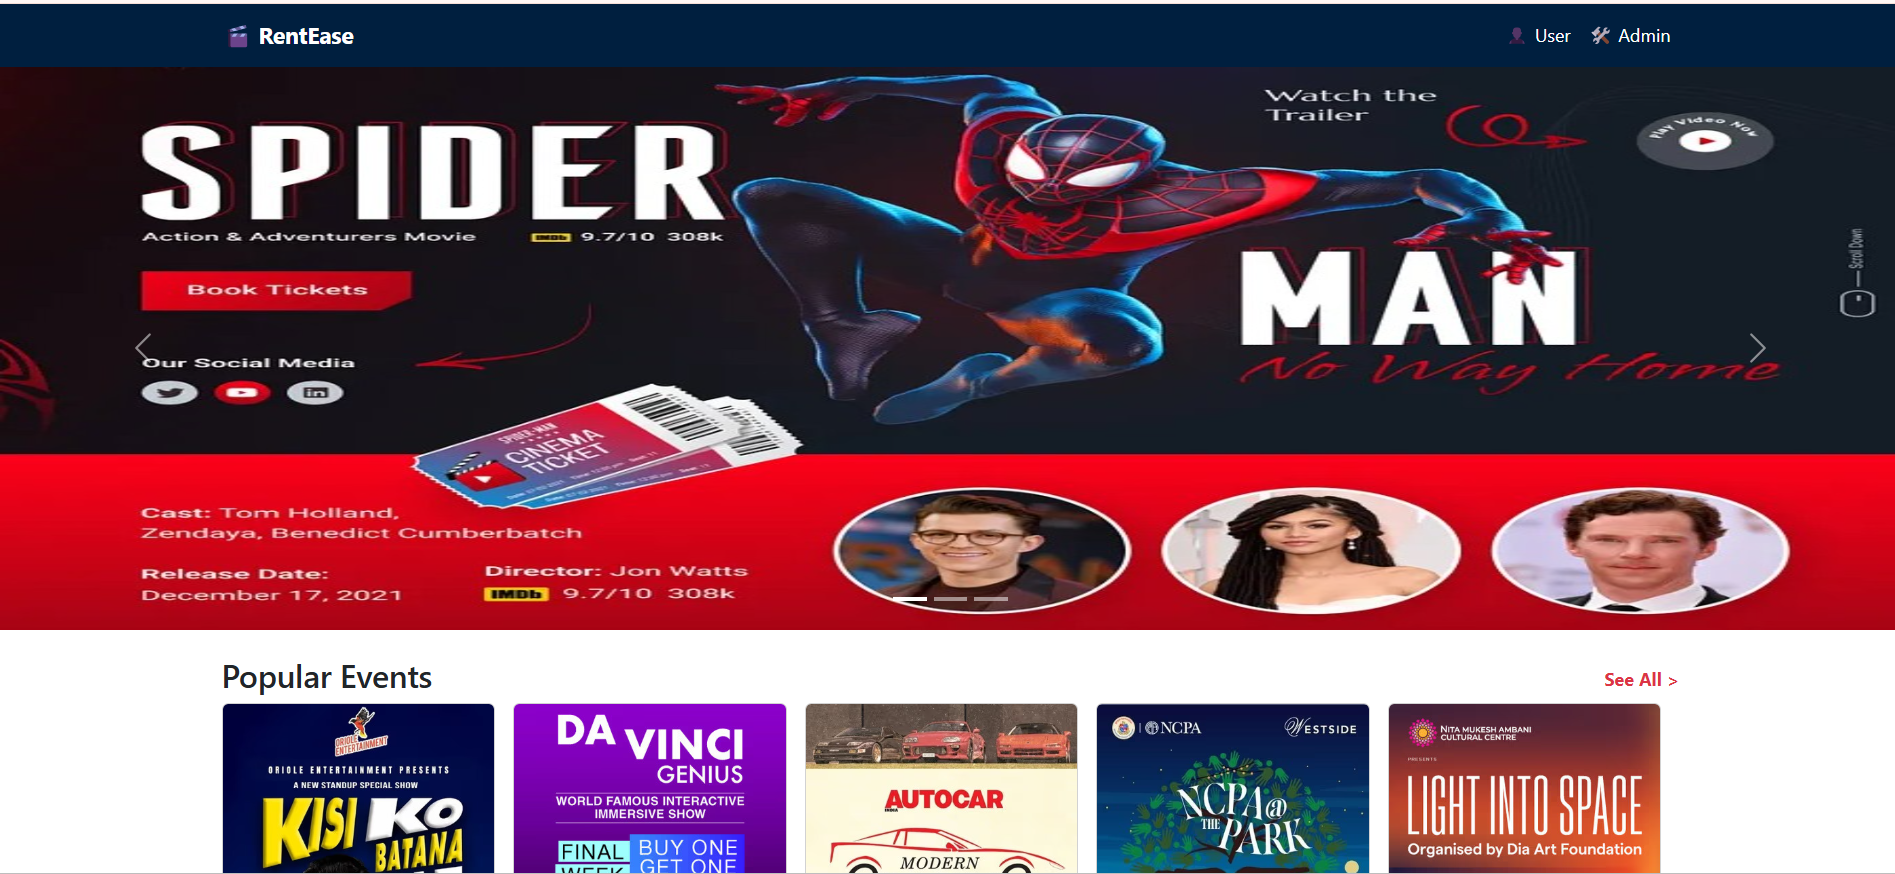 RentEase
User
Admin
SPIDER
Action & Adventurers Movie
IMDb 9.7/10 308k
Watch the
Trailer
Play Video Now
Book Tickets
MAN
No Way Home
Scroll Down
Our Social Media
in
SPIDER-MAN
CINEMA
TICKET
Cast: Tom Holland,
Zendaya, Benedict Cumberbatch
Release Date:
December 17, 2021
Director: Jon Watts
IMDb 9.7/10 308k
Popular Events
See All >
ORIOLE
ENTERTAINMENT
ORIOLE ENTERTAINMENT PRESENTS
A NEW STANDUP SPECIAL SHOW
KISI KO
BATANA
DA VINCI
GENIUS
WORLD FAMOUS INTERACTIVE
IMMERSIVE SHOW
FINAL
WEEK
BUY ONE
GET ONE
AUTOCAR
INDIA
MODERN
NCPA
WESTSIDE
NCPA@
THE PARK
NITA MUKESH AMBANI
CULTURAL CENTRE
PRESENTS
LIGHT INTO SPACE
Organised by Dia Art Foundation